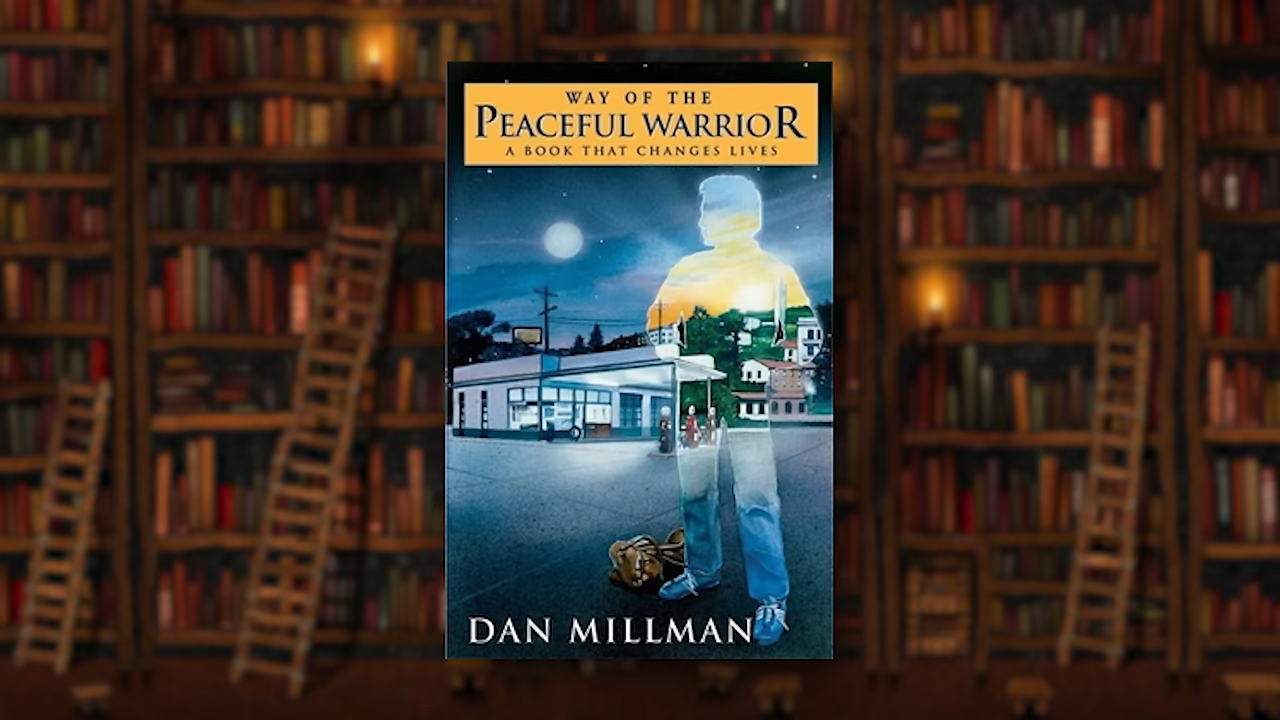 WAY OF THE
PEACEFUL WARRIOR
A BOOK THAT CHANGES LIVES
DAN MILLMAN